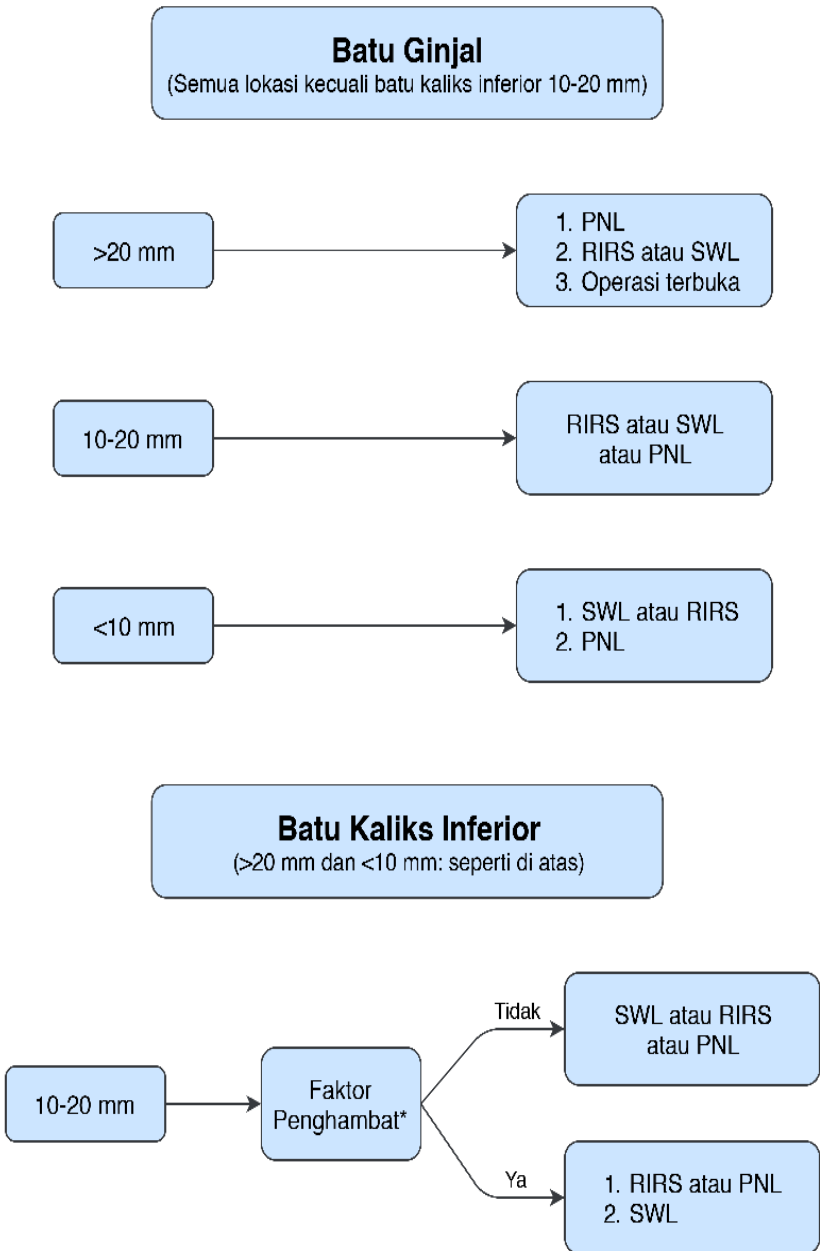 Batu Ginjal
(Semua lokasi kecuali batu kaliks inferior 10-20 mm)
>20 mm
1. PNL
2. RIRS atau SWL
3. Operasi terbuka
10-20 mm
RIRS atau SWL
atau PNL
<10 mm
1. SWL atau RIRS
2. PNL
Batu Kaliks Inferior
(>20 mm dan <10 mm: seperti di atas)
10-20 mm
Faktor
Penghambat*
Tidak
SWL atau RIRS
atau PNL
Ya
1. RIRS atau PNL
2. SWL